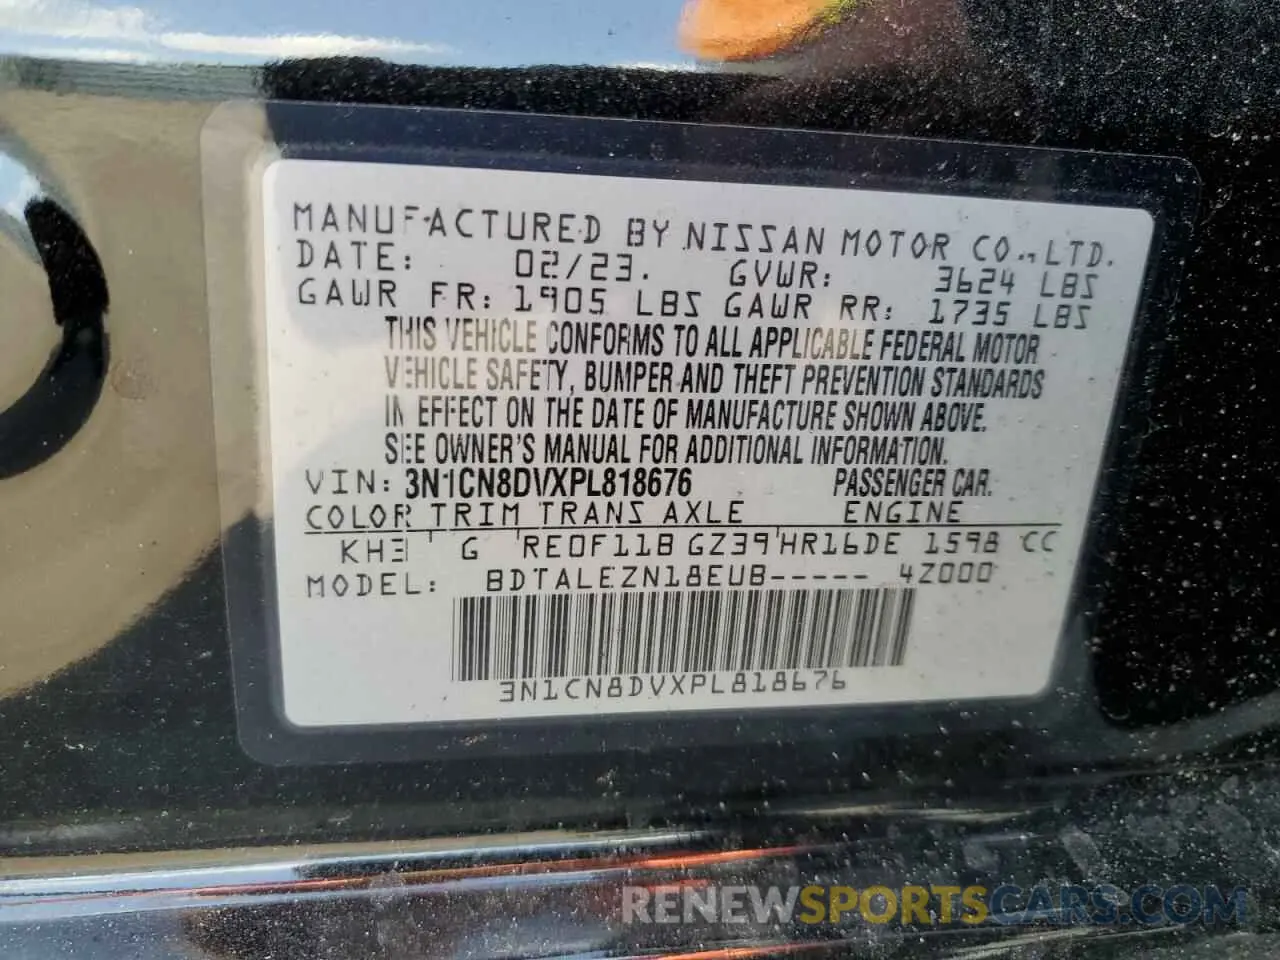 MANUFACTURED BY NISSAN MOTOR CO., LTD.
DATE: 02/23. GVWR: 3624 LBS
GAWR FR: 1905 LBS GAWR RR: 1735 LBS
THIS VEHICLE CONFORMS TO ALL APPLICABLE FEDERAL MOTOR
VEHICLE SAFETY, BUMPER AND THEFT PREVENTION STANDARDS
IN EFFECT ON THE DATE OF MANUFACTURE SHOWN ABOVE.
SEE OWNER'S MANUAL FOR ADDITIONAL INFORMATION.
VIN: 3N1CN8DVXPL818676 PASSENGER CAR.
COLOR TRIM TRANS AXLE ENGINE
KH3 G RE0F11B GZ39 HR16DE 1598 CC
MODEL: BDTALEZN18EUB----- 4Z000
3N1CN8DVXPL818676
RENEWSPORTSCARS.COM